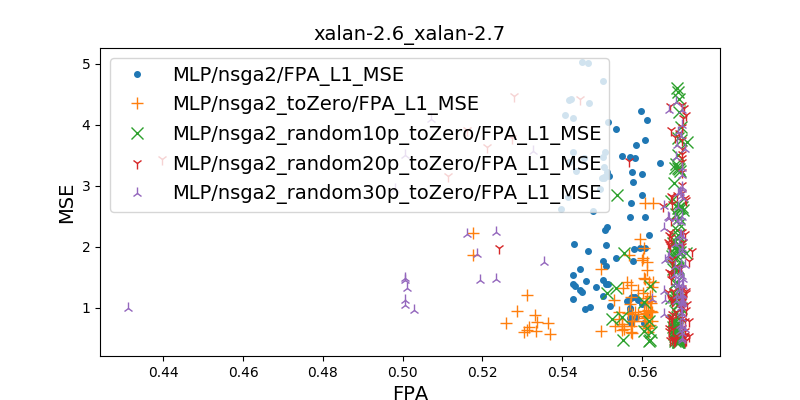 xalan-2.6_xalan-2.7
MLP/nsga2/FPA_L1_MSE
MLP/nsga2_toZero/FPA_L1_MSE
MLP/nsga2_random10p_toZero/FPA_L1_MSE
MLP/nsga2_random20p_toZero/FPA_L1_MSE
MLP/nsga2_random30p_toZero/FPA_L1_MSE
MSE
5
4
3
2
1
0.44 0.46 0.48 0.50 0.52 0.54 0.56
FPA